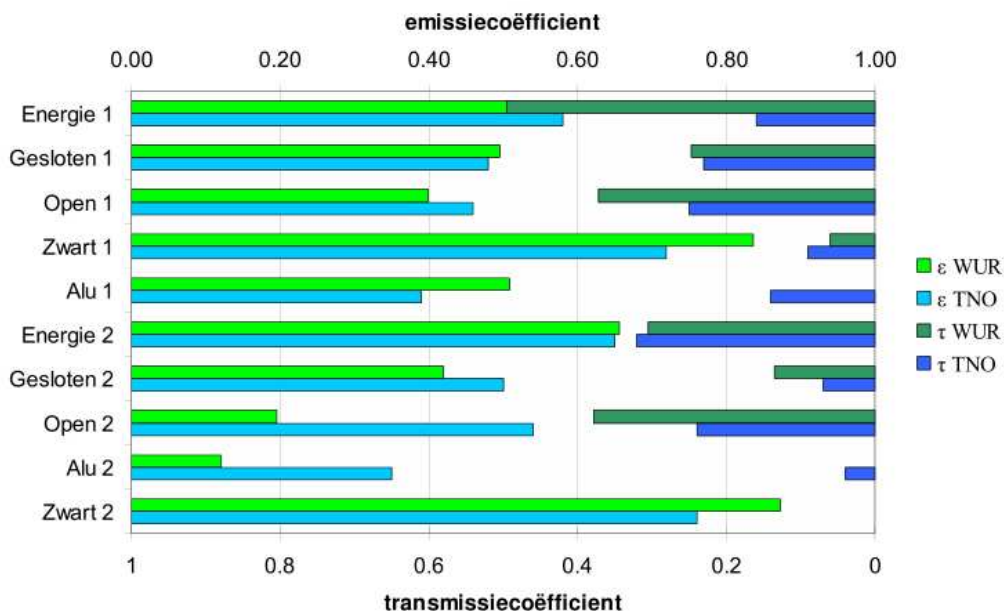 emissiecoëfficient
0.00 0.20 0.40 0.60 0.80 1.00
Energie 1
Gesloten 1
Open 1
Zwart 1
Alu 1
Energie 2
Gesloten 2
Open 2
Alu 2
Zwart 2
ε WUR
ε TNO
τ WUR
τ TNO
1 0.8 0.6 0.4 0.2 0
transmissiecoëfficient